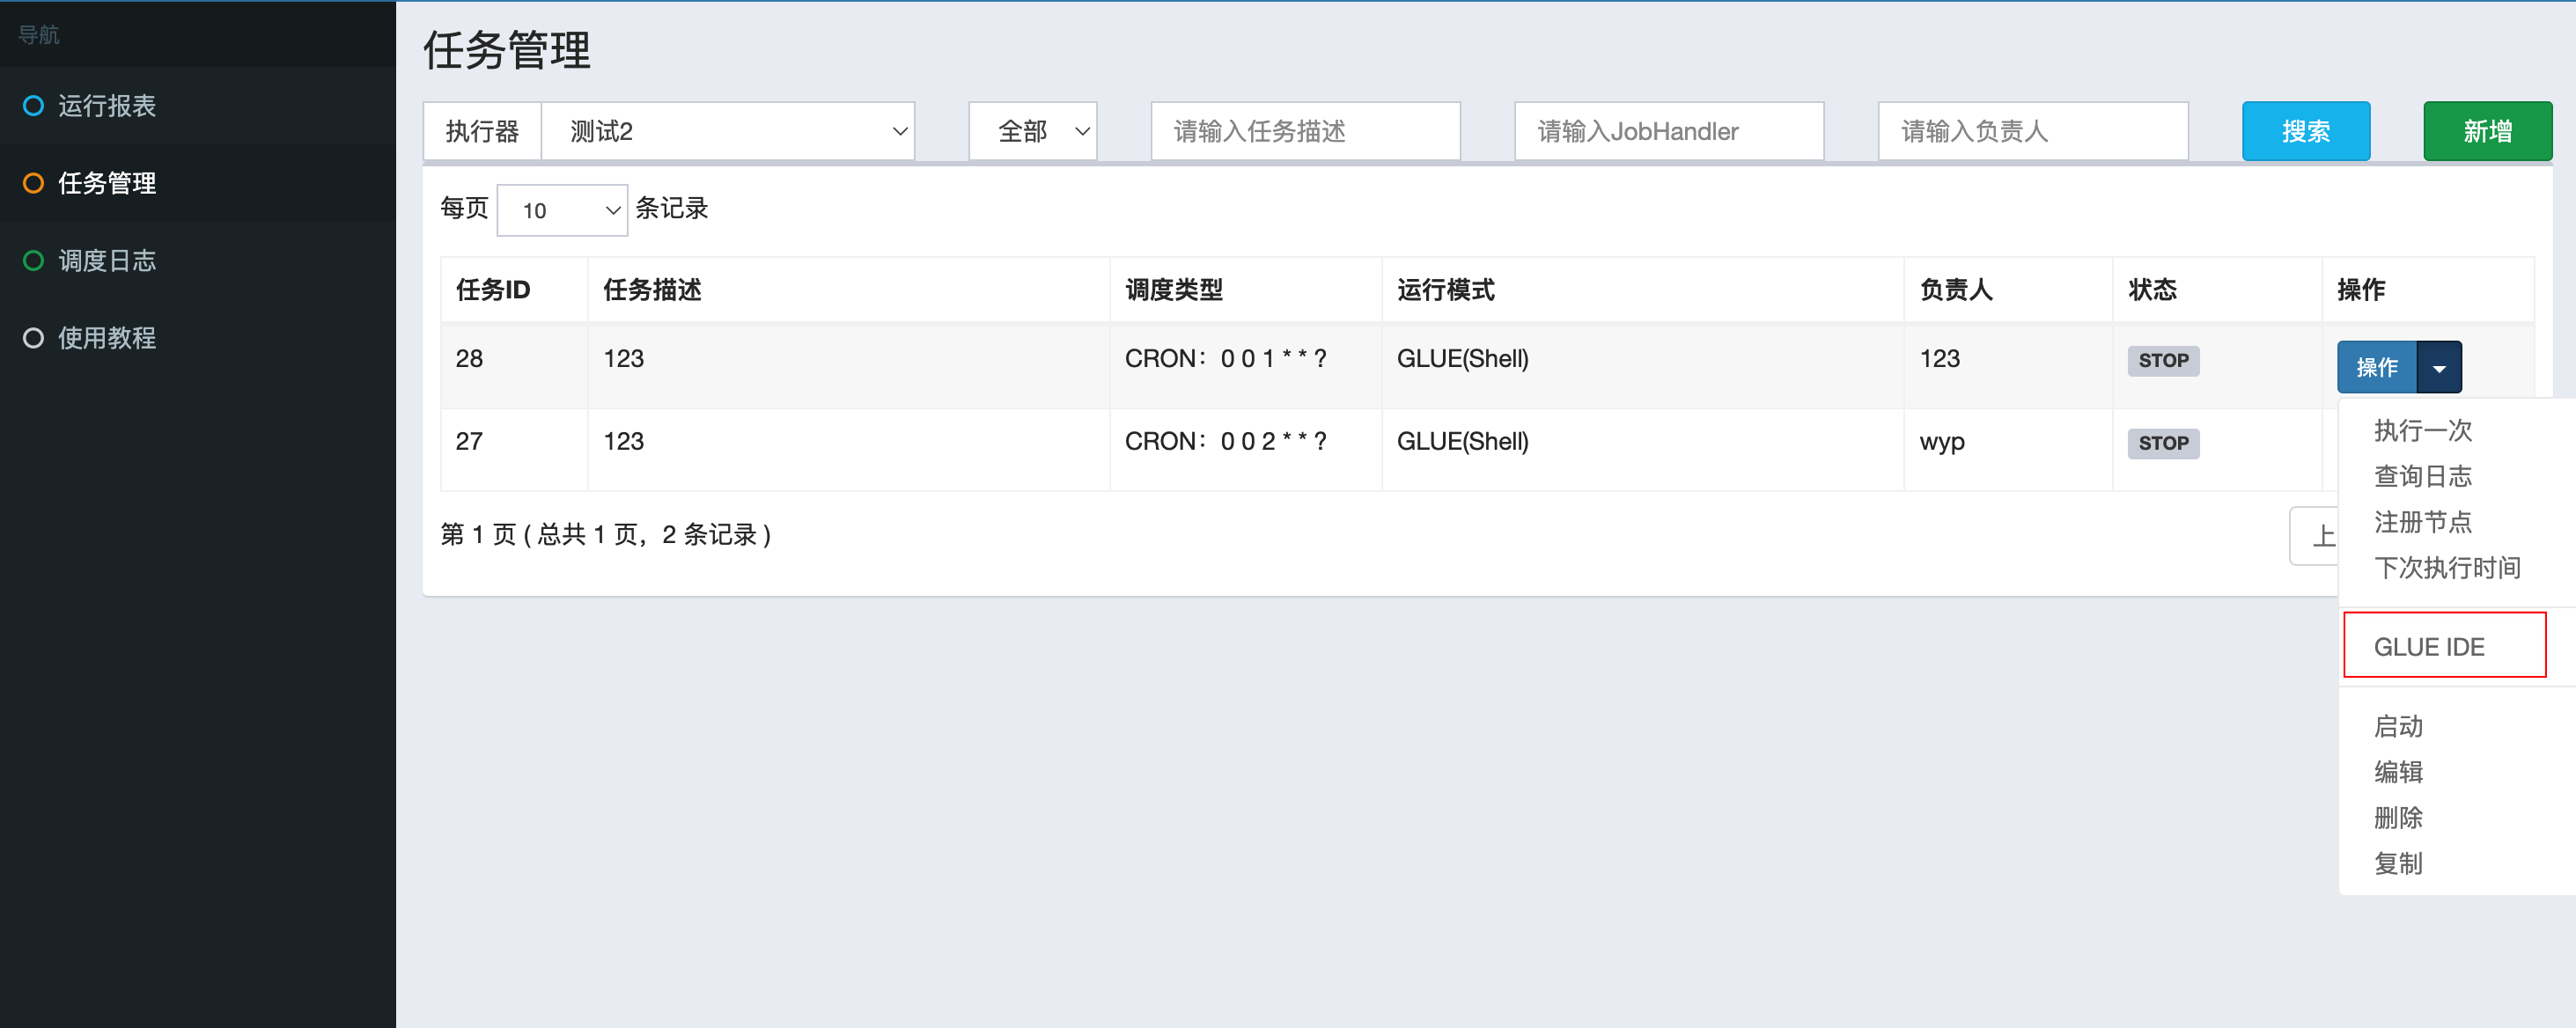 导航
运行报表
任务管理
调度日志
使用教程
任务管理
执行器 测试2 全部 请输入任务描述 请输入JobHandler 请输入负责人 搜索 新增
每页 10 条记录
任务ID 任务描述 调度类型 运行模式 负责人 状态 操作
28 123 CRON：0 0 1 * * ? GLUE(Shell) 123 STOP 操作
27 123 CRON：0 0 2 * * ? GLUE(Shell) wyp STOP
第 1 页 ( 总共 1 页，2 条记录 )
上
执行一次
查询日志
注册节点
下次执行时间
GLUE IDE
启动
编辑
删除
复制